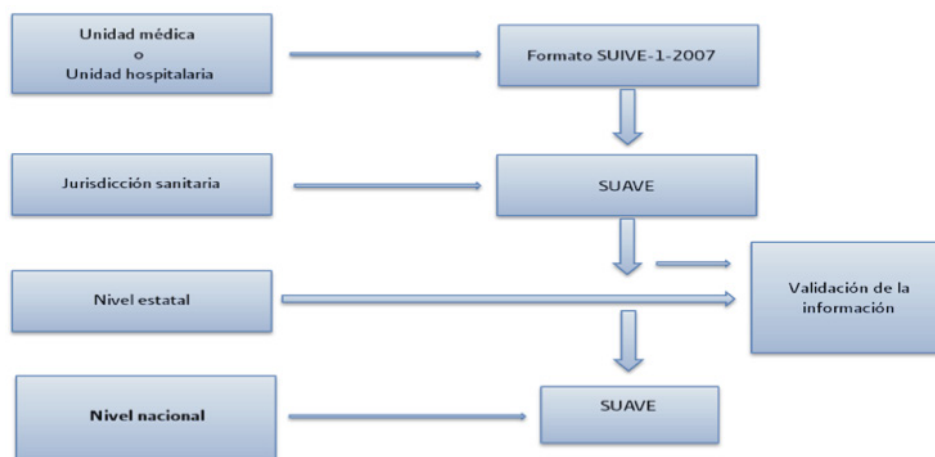 Unidad médica
o
Unidad hospitalaria
Formato SUIVE-1-2007
Jurisdicción sanitaria
SUAVE
Nivel estatal
Validación de la
información
Nivel nacional
SUAVE